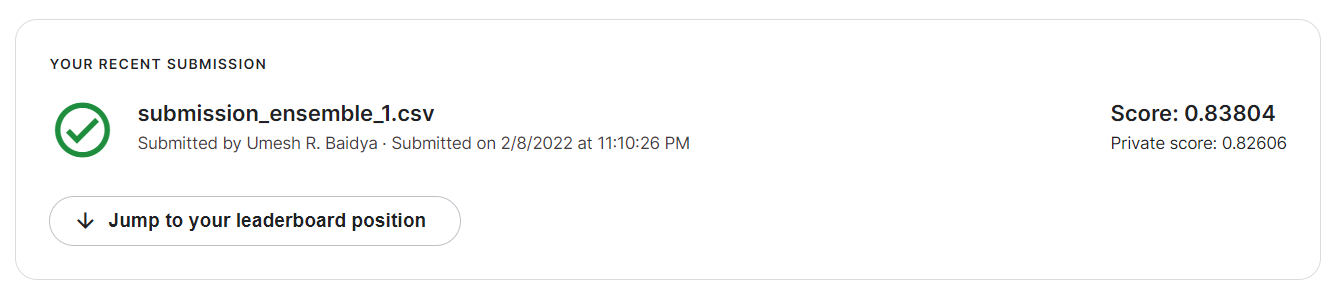 YOUR RECENT SUBMISSION
submission_ensemble_1.csv
Score: 0.83804
Submitted by Umesh R. Baidya · Submitted on 2/8/2022 at 11:10:26 PM
Private score: 0.82606
Jump to your leaderboard position